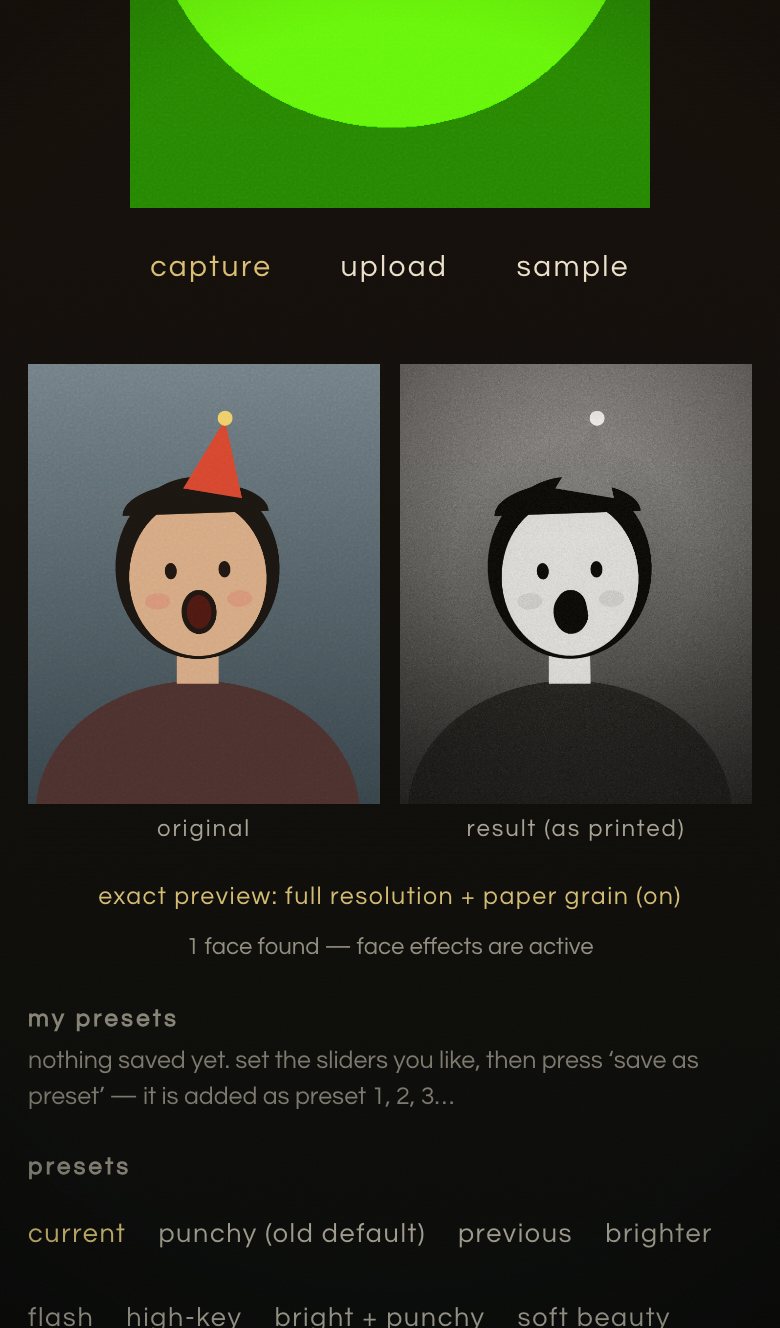 capture upload sample
original result (as printed)
exact preview: full resolution + paper grain (on)
1 face found — face effects are active
my presets
nothing saved yet. set the sliders you like, then press ‘save as
preset’ — it is added as preset 1, 2, 3…
presets
current punchy (old default) previous brighter
flash high-key bright + punchy soft beauty